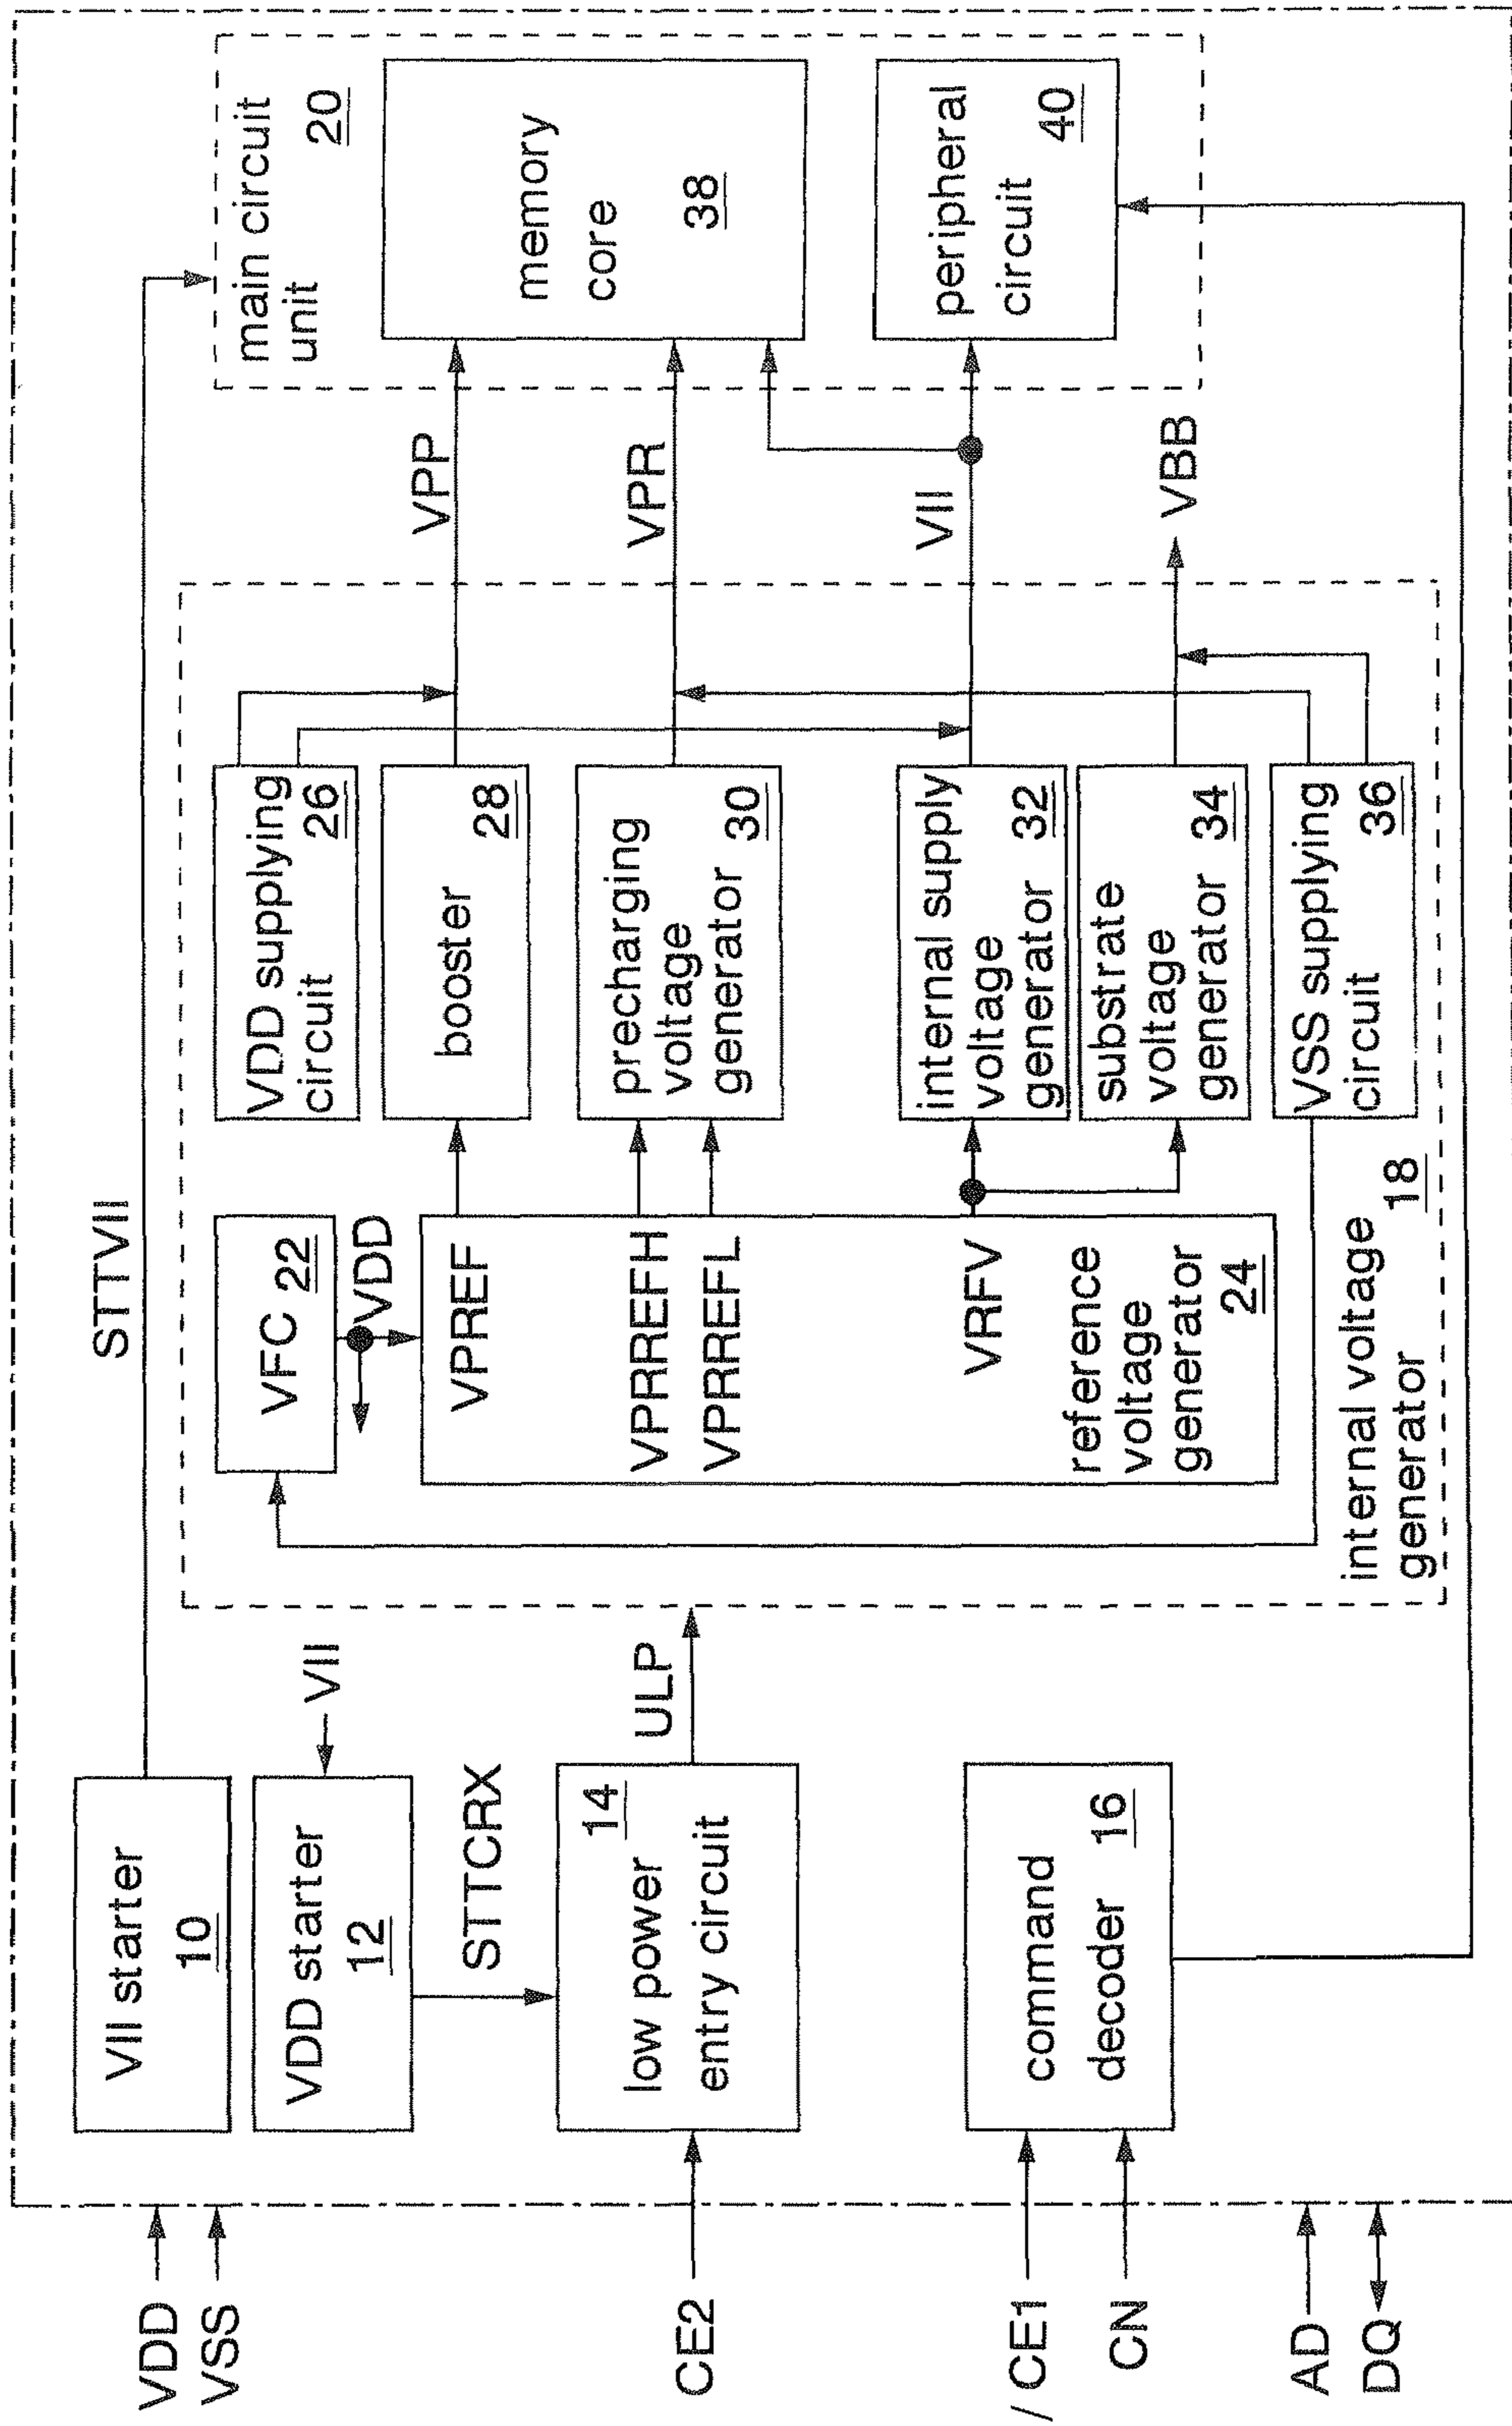 VDD
VSS
CE2
/ CE1
CN
AD
DQ
VII starter
10
VDD starter
12
VII
STTCRX
14
low power
entry circuit
ULP
command
decoder 16
STTVII
VFC 22
VDD
VPREF
VPRREFH
VPRREFL
VRFV
reference
voltage
generator
24
internal voltage
generator 18
VDD supplying
circuit 26
booster 28
precharging
voltage
generator 30
internal supply
voltage
generator 32
substrate
voltage
generator 34
VSS supplying
circuit 36
VPP
VPR
VII
VBB
main circuit
unit 20
memory
core
38
peripheral
circuit 40